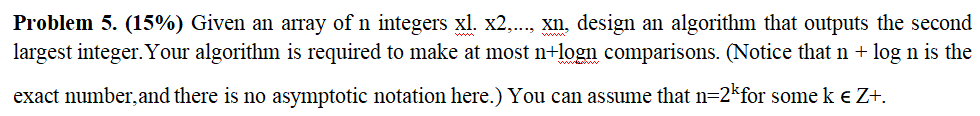 Problem 5. (15%) Given an array of n integers xl. x2,..., xn, design an algorithm that outputs the second
largest integer.Your algorithm is required to make at most n+logn comparisons. (Notice that n + log n is the
exact number,and there is no asymptotic notation here.) You can assume that n=2ᵏfor some k ϵ Z+.